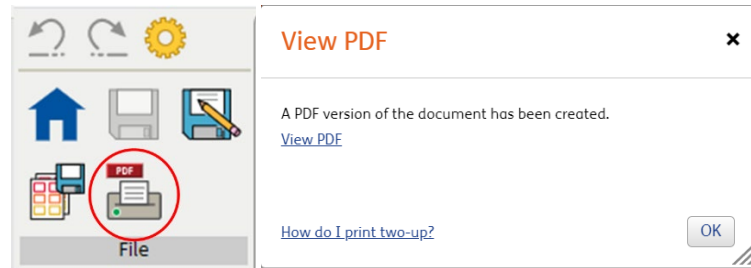 PDF
File
View PDF
A PDF version of the document has been created.
View PDF
How do I print two-up?
OK